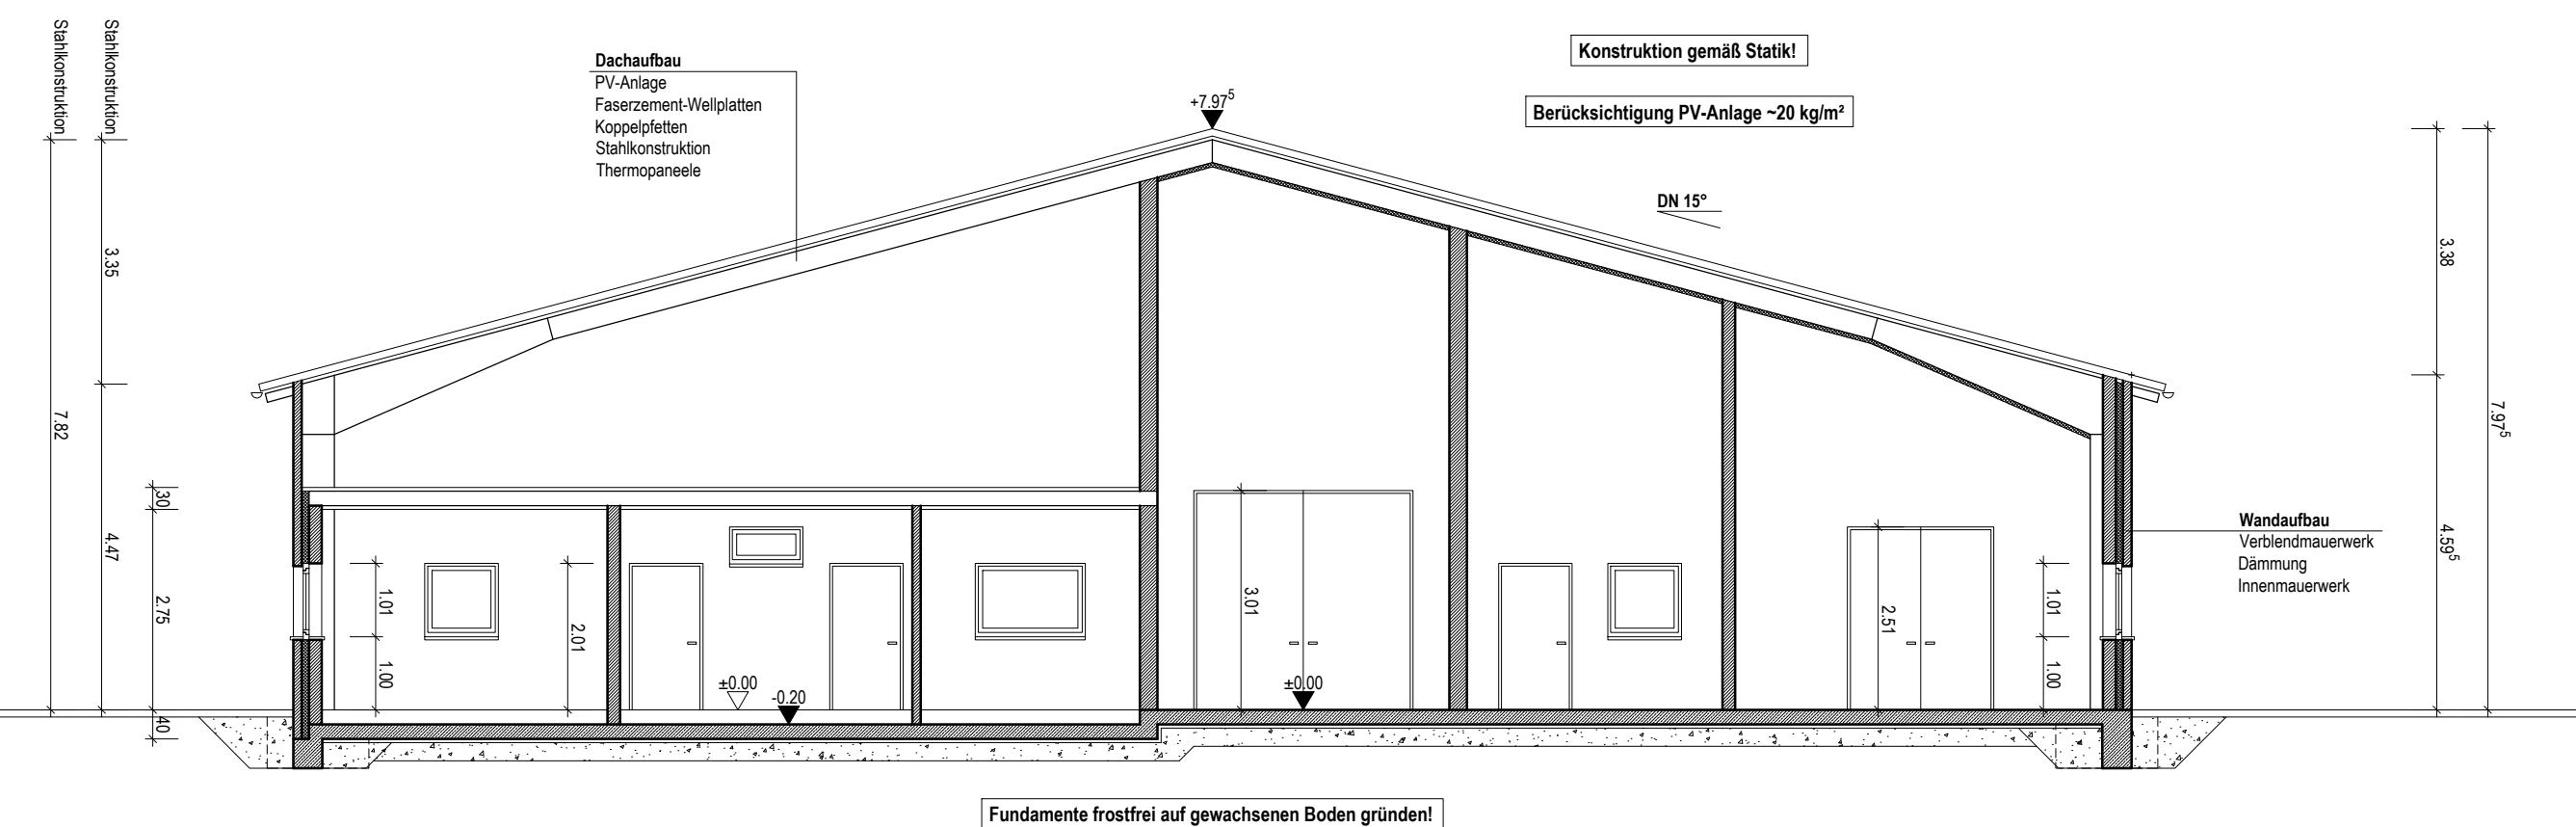 Stahlkonstruktion
Stahlkonstruktion
Dachaufbau
PV-Anlage
Faserzement-Wellplatten
Koppelpfetten
Stahlkonstruktion
Thermopaneele
Konstruktion gemäß Statik!
Berücksichtigung PV-Anlage ~20 kg/m²
+7.97⁵
DN 15°
3.35
4.47
7.82
30
2.75
40
1.01
1.00
2.01
±0.00
-0.20
3.01
±0.00
2.51
1.01
1.00
3.38
4.59⁵
7.97⁵
Wandaufbau
Verblendmauerwerk
Dämmung
Innenmauerwerk
Fundamente frostfrei auf gewachsenen Boden gründen!